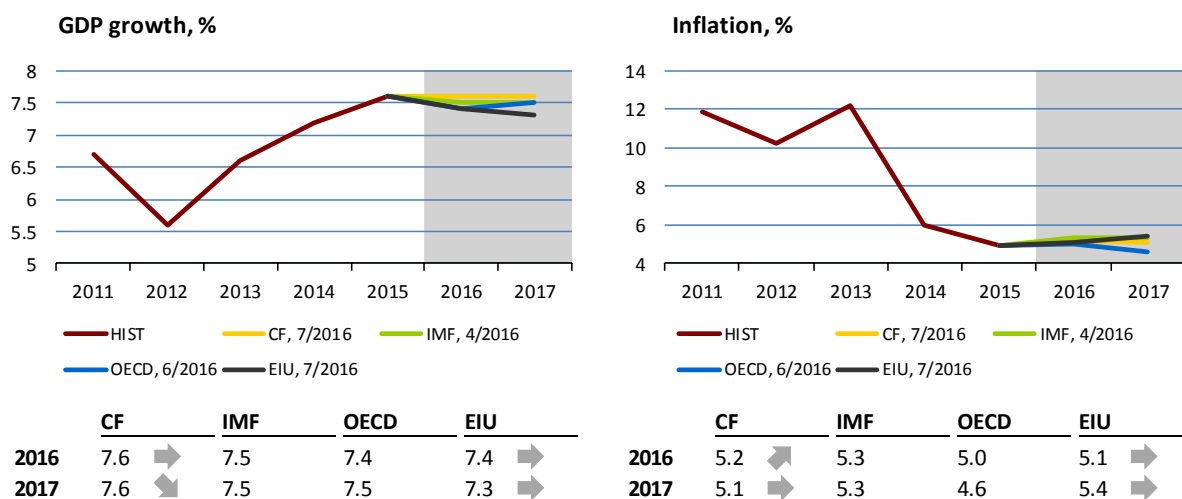 GDP growth, %
8
7.5
7
6.5
6
5.5
5
2011 2012 2013 2014 2015 2016 2017
HIST CF, 7/2016 IMF, 4/2016
OECD, 6/2016 EIU, 7/2016
CF IMF OECD EIU
2016 7.6 7.5 7.4 7.4
2017 7.6 7.5 7.5 7.3
Inflation, %
14
12
10
8
6
4
2011 2012 2013 2014 2015 2016 2017
HIST CF, 7/2016 IMF, 4/2016
OECD, 6/2016 EIU, 7/2016
CF IMF OECD EIU
2016 5.2 5.3 5.0 5.1
2017 5.1 5.3 4.6 5.4